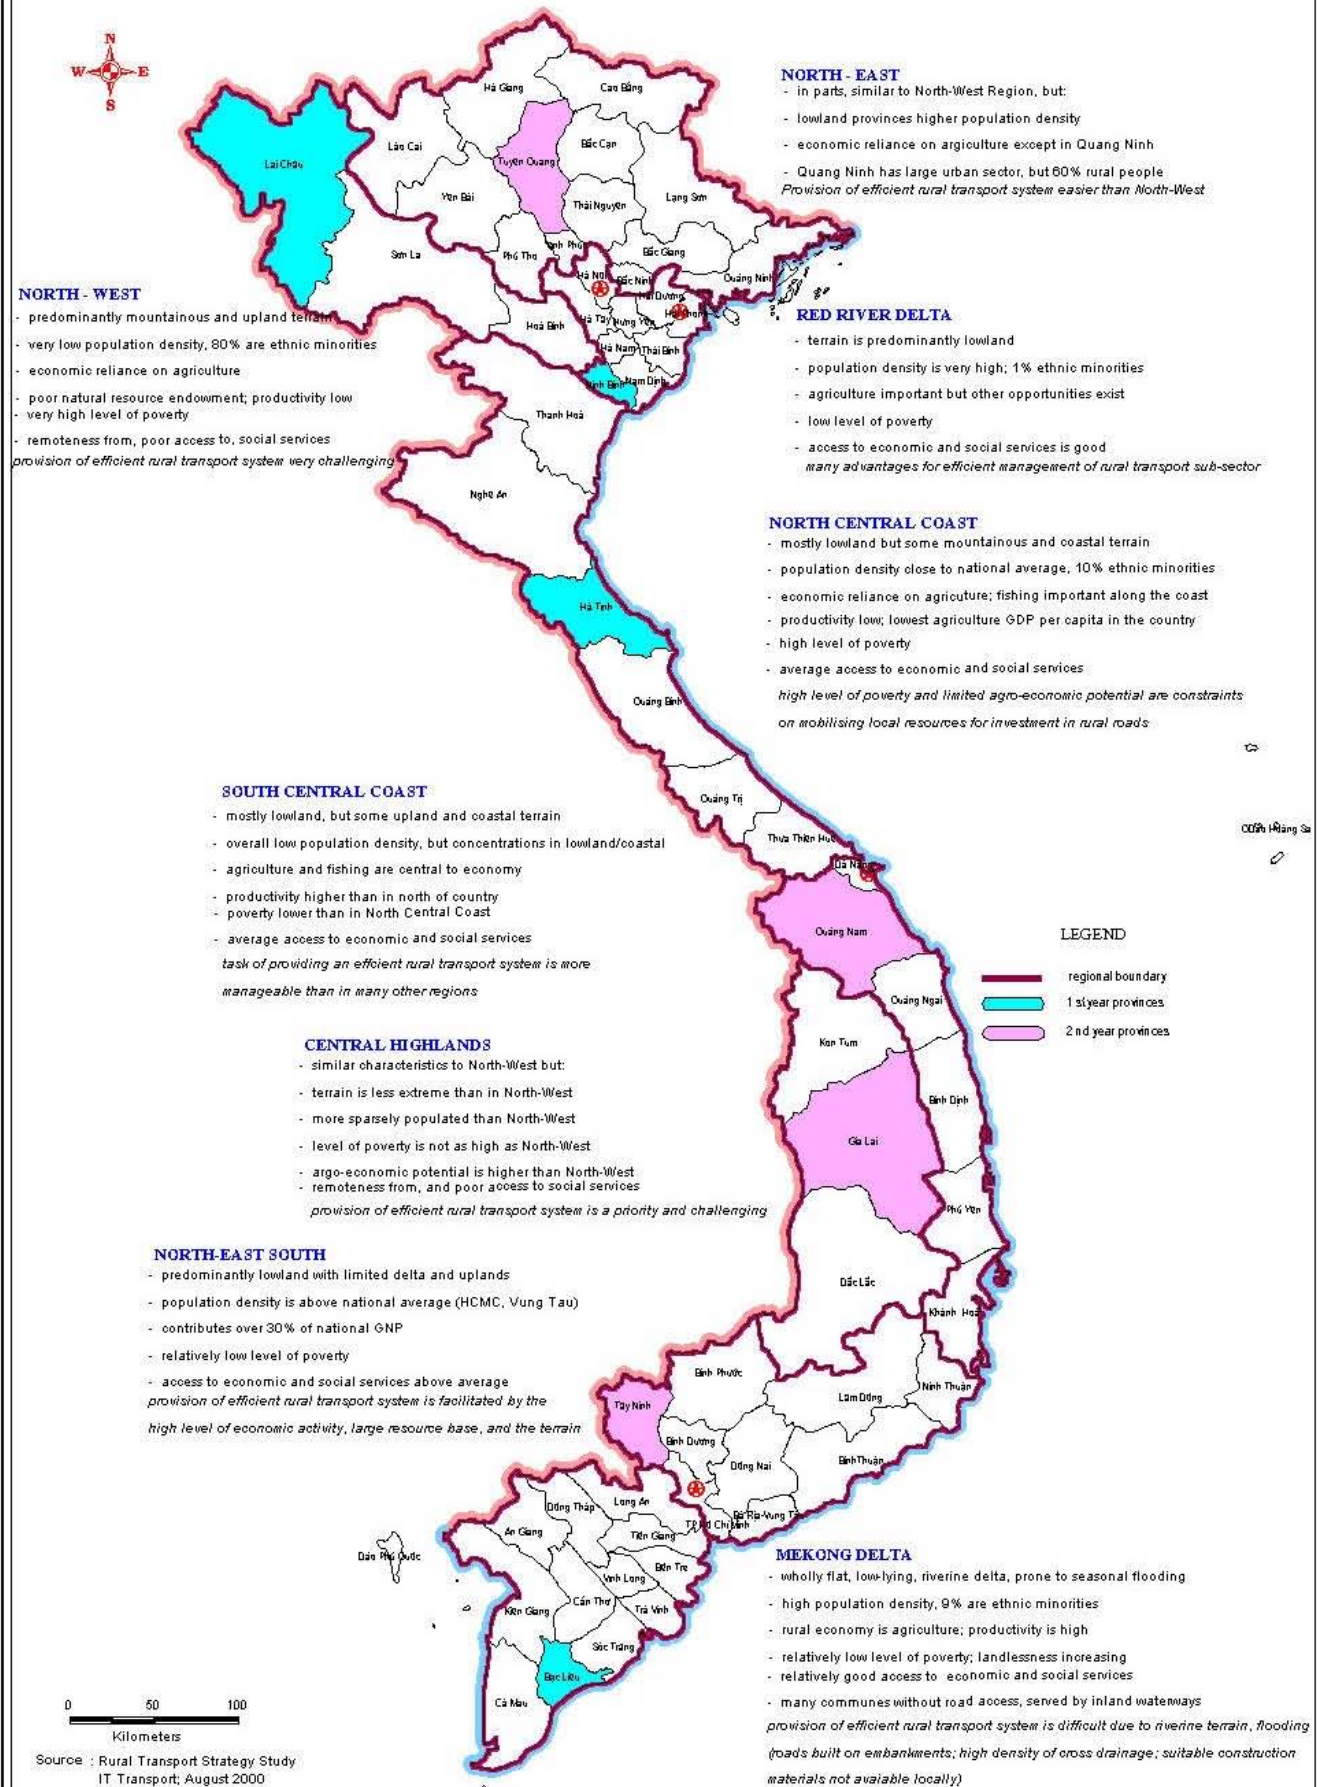 N
W E
S
NORTH - EAST
- in parts, similar to North-West Region, but:
- lowland provinces higher population density
- economic reliance on argiculture except in Quang Ninh
- Quang Ninh has large urban sector, but 60% rural people
Provision of efficient rural transport system easier than North-West
Hà Giang
Cao Bằng
Lai Châu
Lào Cai
Tuyên Quang
Bắc Cạn
Yên Bái
Thái Nguyên
Lạng Sơn
Sơn La
Phú Thọ
Bắc Giang
Quảng Ninh
Hà Nội
Bắc Ninh
Hải Dương
Hoà Bình
Hà Tây
Hưng Yên
Hà Nam
Thái Bình
Ninh Bình
Nam Định
Thanh Hoá
Nghệ An
Hà Tĩnh
Quảng Bình
Quảng Trị
Thừa Thiên Huế
Đà Nẵng
Quảng Nam
Quảng Ngãi
Kon Tum
Bình Định
Gia Lai
Phú Yên
Đắc Lắc
Khánh Hoà
Bình Phước
Lâm Đồng
Ninh Thuận
Tây Ninh
Bình Dương
Đồng Nai
Bình Thuận
Long An
Đồng Tháp
An Giang
Tiền Giang
Bến Tre
Vĩnh Long
Cần Thơ
Trà Vinh
Kiên Giang
Sóc Trăng
Bạc Liêu
Cà Mau
Đảo Phú Quốc
NORTH - WEST
- predominantly mountainous and upland terrain
- very low population density, 80% are ethnic minorities
- economic reliance on agriculture
- poor natural resource endowment; productivity low
- very high level of poverty
- remoteness from, poor access to, social services
provision of efficient rural transport system very challenging
RED RIVER DELTA
- terrain is predominantly lowland
- population density is very high; 1% ethnic minorities
- agriculture important but other opportunities exist
- low level of poverty
- access to economic and social services is good
many advantages for efficient management of rural transport sub-sector
NORTH CENTRAL COAST
- mostly lowland but some mountainous and coastal terrain
- population density close to national average, 10% ethnic minorities
- economic reliance on agricuture; fishing important along the coast
- productivity low; lowest agriculture GDP per capita in the country
- high level of poverty
- average access to economic and social services
high level of poverty and limited agro-economic potential are constraints
on mobilising local resources for investment in rural roads
SOUTH CENTRAL COAST
- mostly lowland, but some upland and coastal terrain
- overall low population density, but concentrations in lowland/coastal
- agriculture and fishing are central to economy
- productivity higher than in north of country
- poverty lower than in North Central Coast
- average access to economic and social services
task of providing an effcient rural transport system is more
manageable than in many other regions
LEGEND
regional boundary
1 st year provinces
2 nd year provinces
CENTRAL HIGHLANDS
- similar characteristics to North-West but:
- terrain is less extreme than in North-West
- more sparsely populated than North-West
- level of poverty is not as high as North-West
- argo-economic potential is higher than North-West
- remoteness from, and poor access to social services
provision of efficient rural transport system is a priority and challenging
NORTH-EAST SOUTH
- predominantly lowland with limited delta and uplands
- population density is above national average (HCMC, Vung Tau)
- contributes over 30% of national GNP
- relatively low level of poverty
- access to economic and social services above average
provision of efficient rural transport system is facilitated by the
high level of economic activity, large resource base, and the terrain
MEKONG DELTA
- wholly flat, low-lying, riverine delta, prone to seasonal flooding
- high population density, 9% are ethnic minorities
- rural economy is agriculture; productivity is high
- relatively low level of poverty; landlessness increasing
- relatively good access to economic and social services
- many communes without road access, served by inland waterways
provision of efficient rural transport system is difficult due to riverine terrain, flooding
(roads built on embankments; high density of cross drainage; suitable construction
materials not avaiable locally)
0 50 100
Kilometers
Source : Rural Transport Strategy Study
IT Transport; August 2000